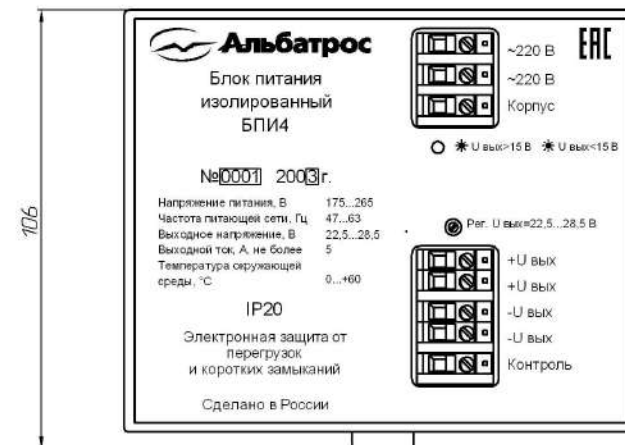 Альбатрос
Блок питания
изолированный
БПИ4
№0001 2003г.
Напряжение питания, В 175...265
Частота питающей сети, Гц 47...63
Выходное напряжение, В 22,5...28,5
Выходной ток, А, не более 5
Температура окружающей
среды, °С 0...+60
IP20
Электронная защита от
перегрузок
и коротких замыканий
Сделано в России
~220 В
~220 В
Корпус
EAC
U вых>15 В U вых<15 В
Рег. U вых=22,5...28,5 В
+U вых
+U вых
-U вых
-U вых
Контроль
106